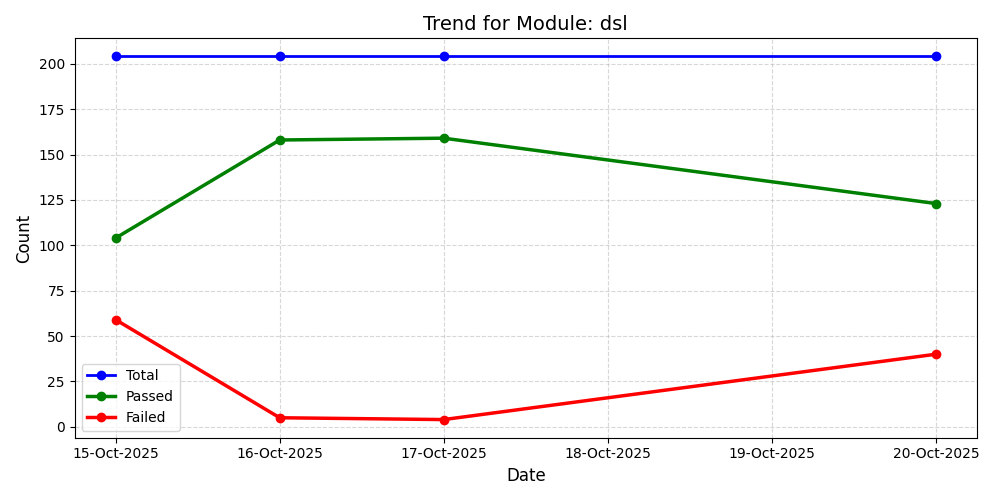 Trend for Module: dsl
200
175
150
125
100
75
50
25
0
Count
Total
Passed
Failed
15-Oct-2025 16-Oct-2025 17-Oct-2025 18-Oct-2025 19-Oct-2025 20-Oct-2025
Date